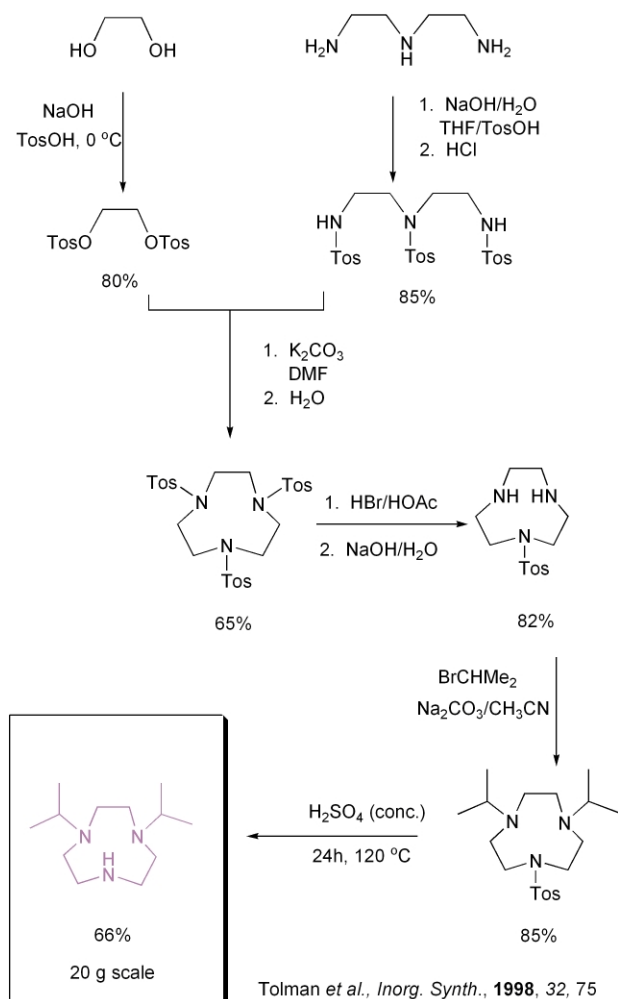 HO
OH
H2N
N
H
NH2
NaOH
TosOH, 0 °C
1. NaOH/H2O
THF/TosOH
2. HCl
TosO
OTos
80%
HN
N
NH
Tos
Tos
Tos
85%
1. K2CO3
DMF
2. H2O
Tos
N
N
Tos
N
Tos
65%
1. HBr/HOAc
2. NaOH/H2O
NH
HN
N
Tos
82%
BrCHMe2
Na2CO3/CH3CN
N
N
N
Tos
85%
H2SO4 (conc.)
24h, 120 °C
N
N
H
N
66%
20 g scale
Tolman et al., Inorg. Synth., 1998, 32, 75